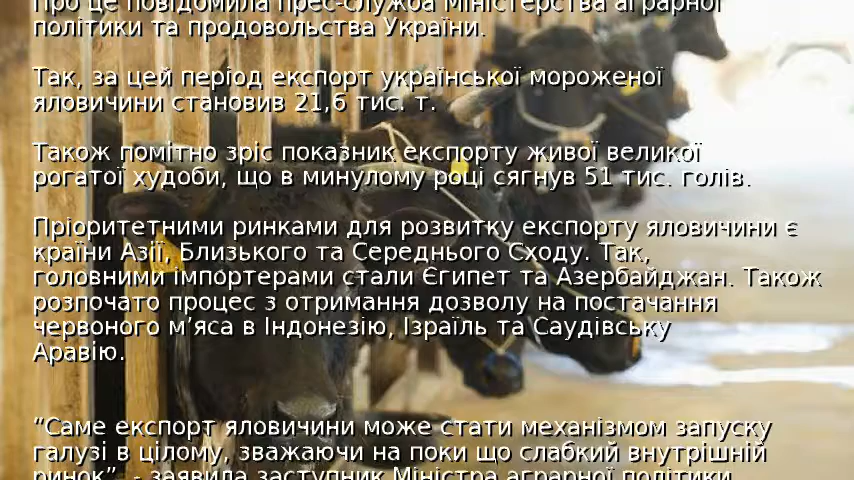 Про це повідомила прес-служба Міністерства аграрної
політики та продовольства України.
Так, за цей період експорт української мороженої
яловичини становив 21,6 тис. т.
Також помітно зріс показник експорту живої великої
рогатої худоби, що в минулому році сягнув 51 тис. голів.
Пріоритетними ринками для розвитку експорту яловичини є
країни Азії, Близького та Середнього Сходу. Так,
головними імпортерами стали Єгипет та Азербайджан. Також
розпочато процес з отримання дозволу на постачання
червоного м’яса в Індонезію, Ізраїль та Саудівську
Аравію.
“Саме експорт яловичини може стати механізмом запуску
галузі в цілому, зважаючи на поки що слабкий внутрішній
ринок”, - заявила заступник Міністра аграрної політики